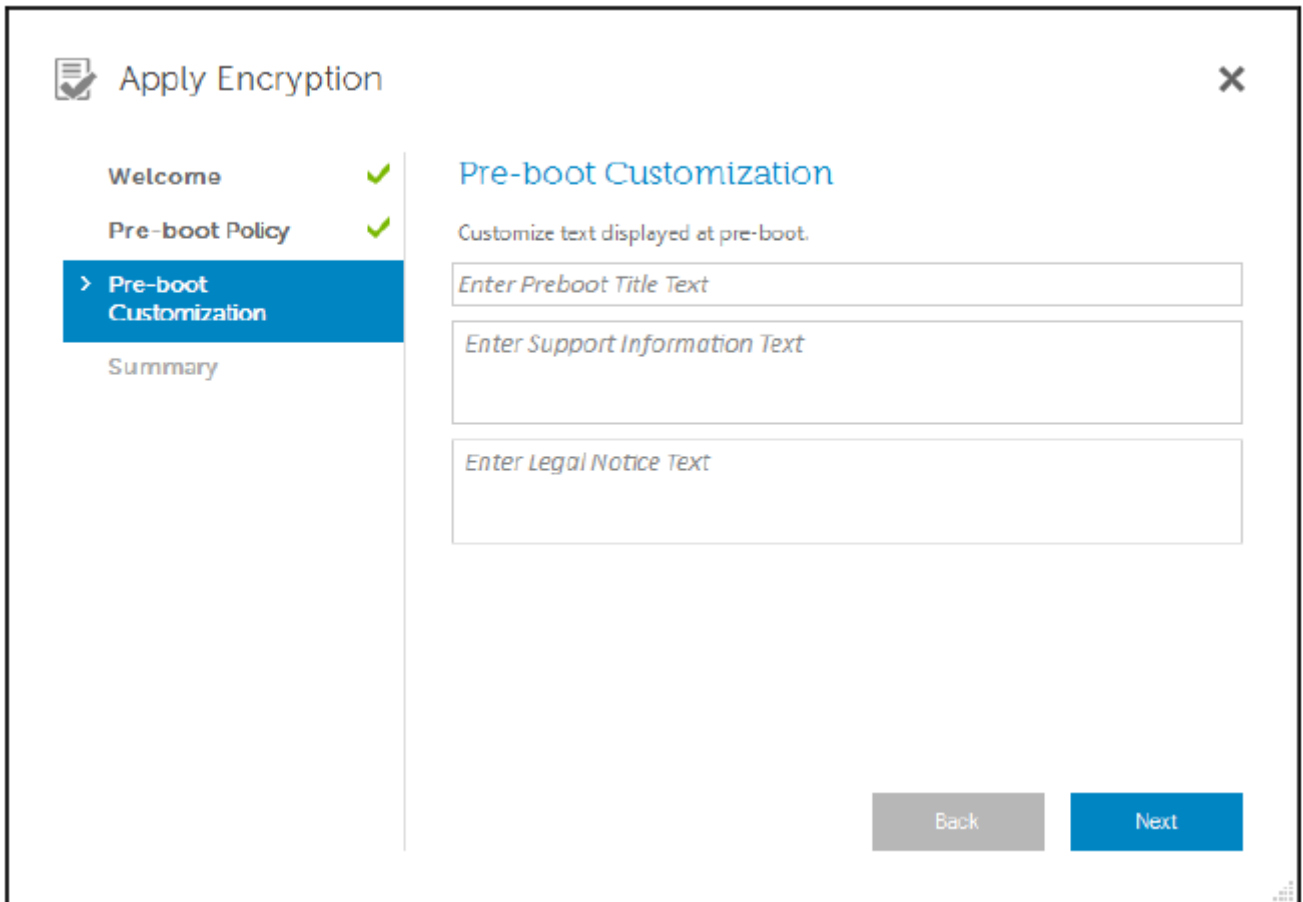 Apply Encryption
Welcome
Pre-boot Policy
Pre-boot
Customization
Summary
Pre-boot Customization
Customize text displayed at pre-boot.
Enter Preboot Title Text
Enter Support Information Text
Enter Legal Notice Text
Back
Next